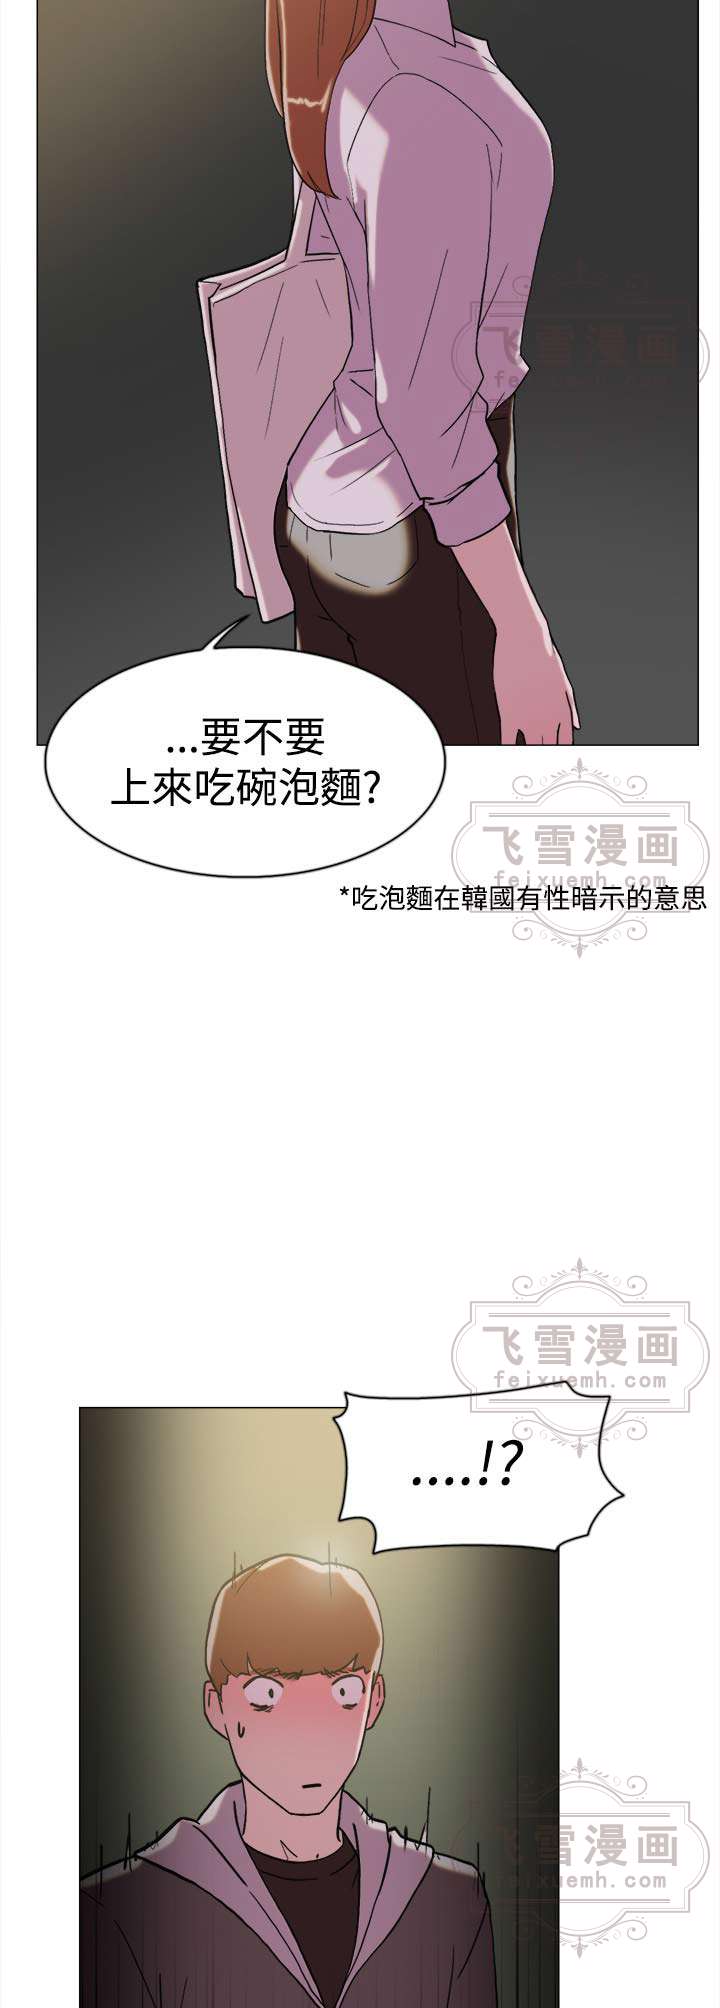 飞雪漫画
feixuemh.com
...要不要
上來吃碗泡麵?
飞雪漫画
feixuemh.com
*吃泡麵在韓國有性暗示的意思
飞雪漫画
feixuemh.com
....!?
飞雪漫画
feixuemh.com